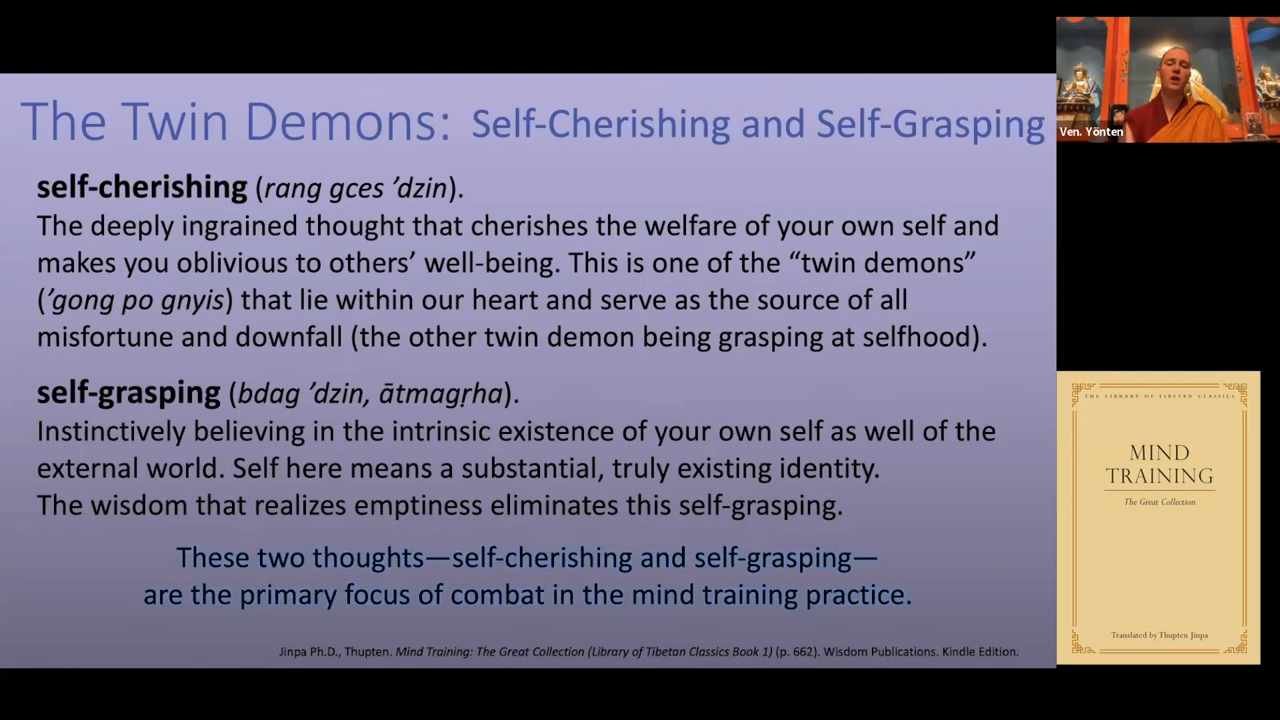 The Twin Demons: Self-Cherishing and Self-Grasping
self-cherishing (rang gces ’dzin).
The deeply ingrained thought that cherishes the welfare of your own self and
makes you oblivious to others’ well-being. This is one of the “twin demons”
(’gong po gnyis) that lie within our heart and serve as the source of all
misfortune and downfall (the other twin demon being grasping at selfhood).
self-grasping (bdag ’dzin, ātmagṛha).
Instinctively believing in the intrinsic existence of your own self as well of the
external world. Self here means a substantial, truly existing identity.
The wisdom that realizes emptiness eliminates this self-grasping.
These two thoughts—self-cherishing and self-grasping—
are the primary focus of combat in the mind training practice.
Jinpa Ph.D., Thupten. Mind Training: The Great Collection (Library of Tibetan Classics Book 1) (p. 662). Wisdom Publications. Kindle Edition.
Ven. Yönten
THE LIBRARY OF TIBETAN CLASSICS
MIND
TRAINING
The Great Collection
Translated by Thupten Jinpa